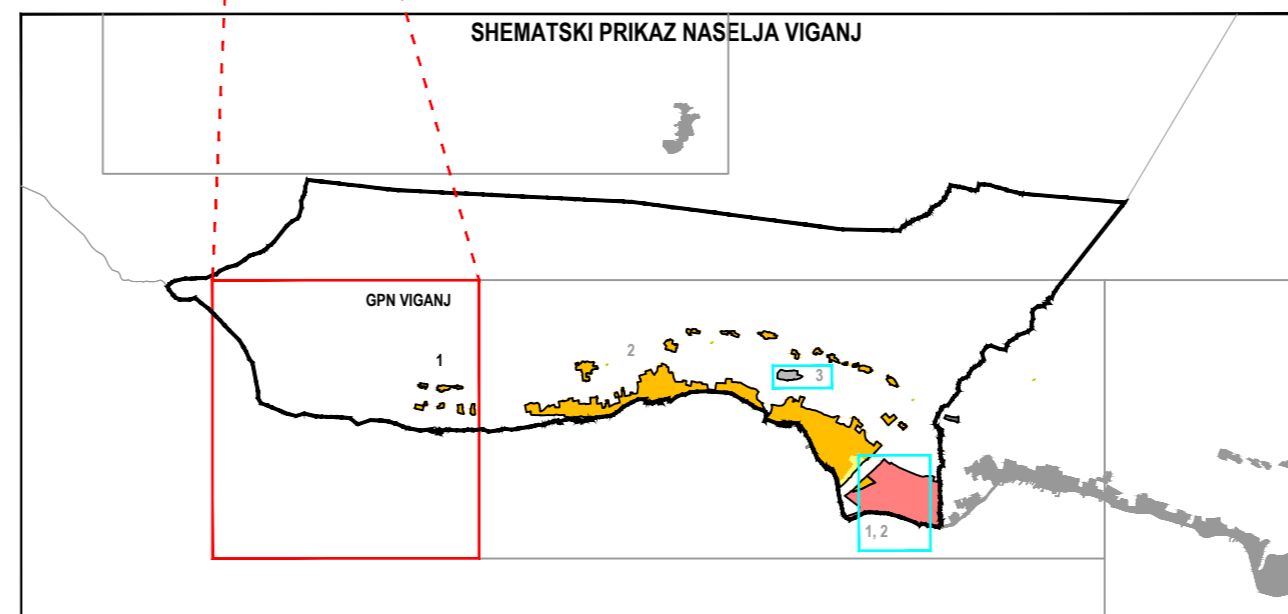 SHEMATSKI PRIKAZ NASELJA VIGANJ
GPN VIGANJ
1
2
3
1, 2